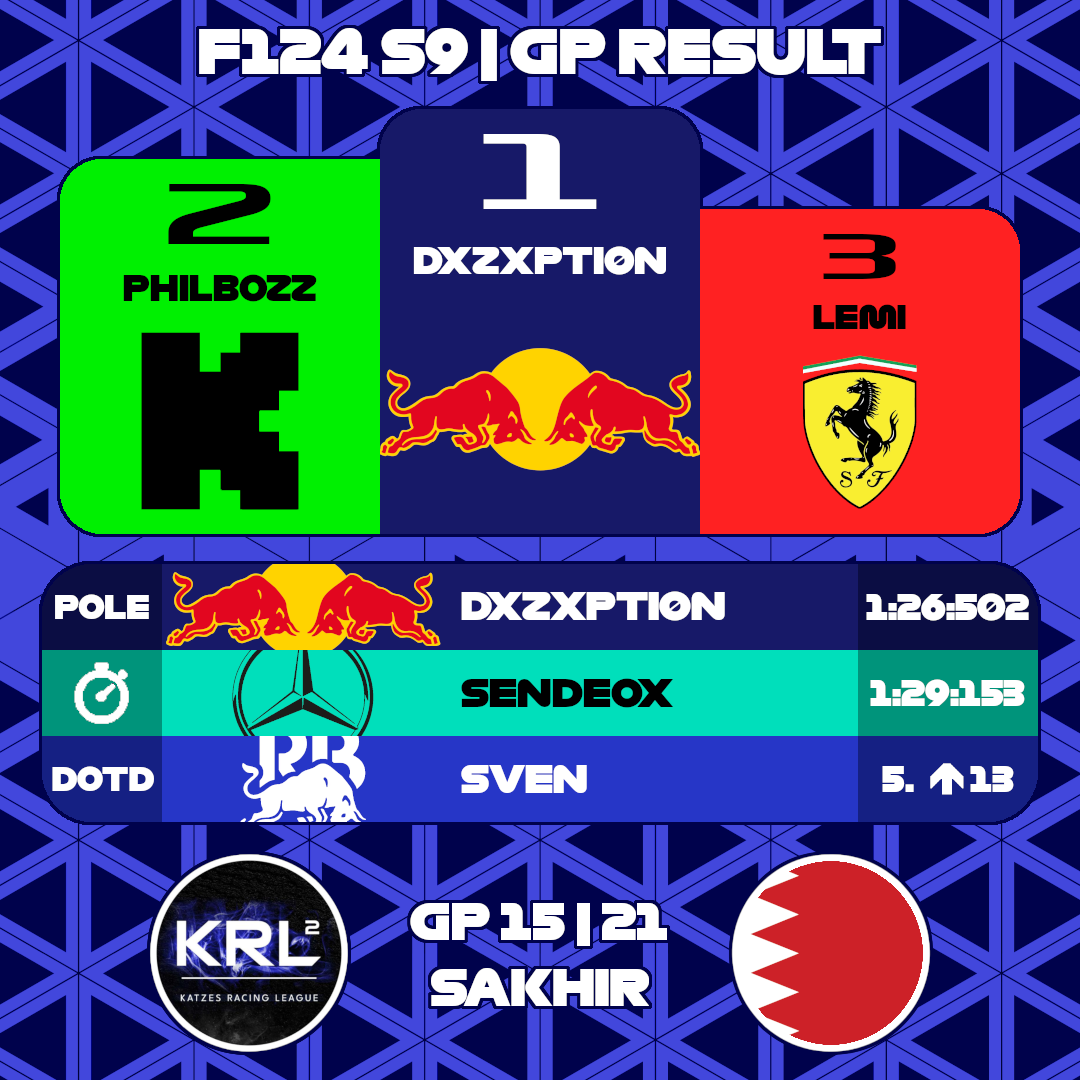 F124 S9 | GP RESULT
1
DXZXPTI0N
2
PHILBOZZ
K
3
LEMI
S F
POLE DXZXPTI0N 1:26:502
SENDEOX 1:29:153
RB
DOTD SVEN 5. ↑13
KRL²
KATZES RACING LEAGUE
GP 15 | 21
SAKHIR